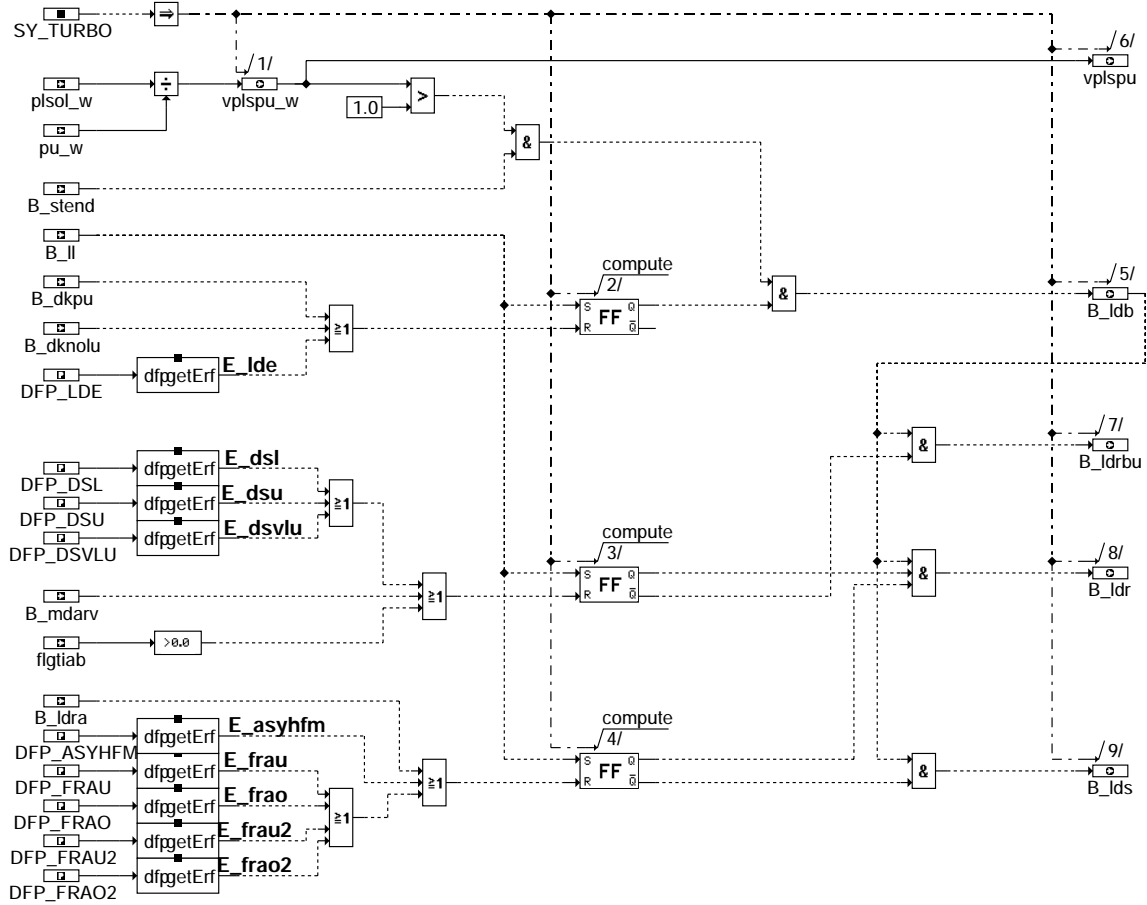 SY_TURBO
⇒
/1/
/6/
plsol_w
÷
vplspu_w
vplspu
1.0
>
pu_w
&
B_stend
B_ll
compute
2/
/5/
B_dkpu
S Q
FF
R Q̅
&
B_ldb
B_dknolu
≥1
DFP_LDE
dfpgetErf
E_lde
/7/
&
B_ldrbu
DFP_DSL
dfpgetErf
E_dsl
DFP_DSU
dfpgetErf
E_dsu
≥1
DFP_DSVLU
dfpgetErf
E_dsvlu
compute
3/
/8/
S Q
FF
R Q̅
&
B_ldr
B_mdarv
≥1
flgtiab
>0.0
B_ldra
compute
4/
/9/
DFP_ASYHFM
dfpgetErf
E_asyhfm
S Q
FF
R Q̅
&
B_lds
DFP_FRAU
dfpgetErf
E_frau
≥1
DFP_FRAO
dfpgetErf
E_frao
≥1
DFP_FRAU2
dfpgetErf
E_frau2
DFP_FRAO2
dfpgetErf
E_frao2